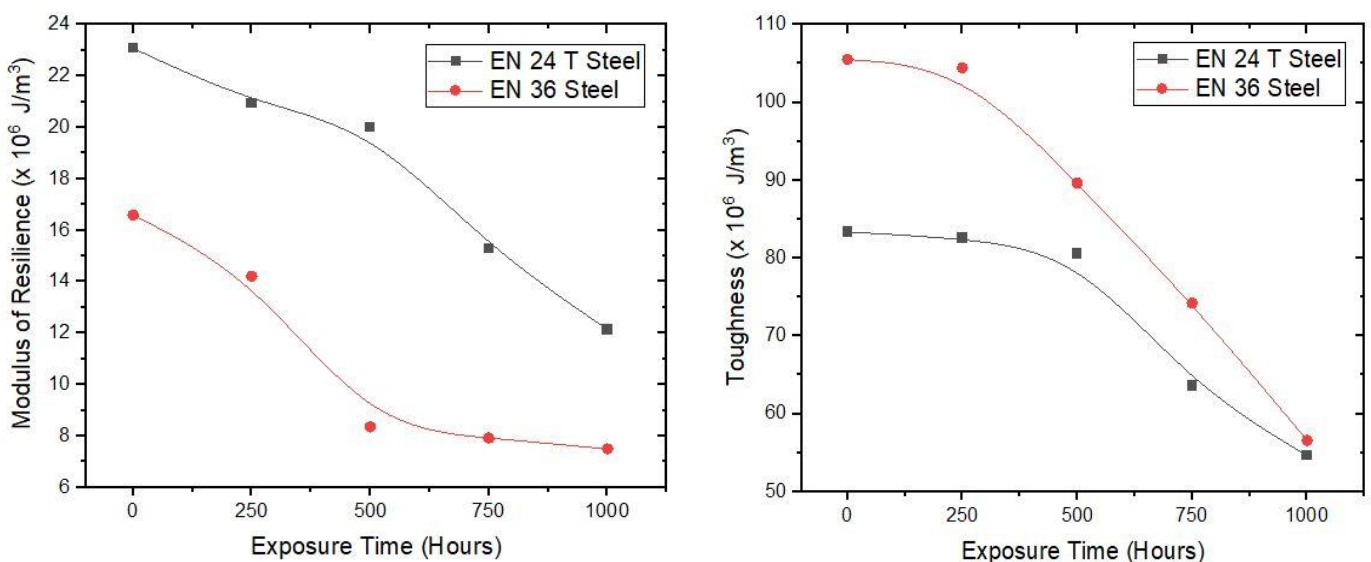 24
22
20
18
16
14
12
10
8
6
Modulus of Resilience (x 10⁶ J/m³)
EN 24 T Steel
EN 36 Steel
0 250 500 750 1000
Exposure Time (Hours)
110
100
90
80
70
60
50
Toughness (x 10⁶ J/m³)
EN 24 T Steel
EN 36 Steel
0 250 500 750 1000
Exposure Time (Hours)